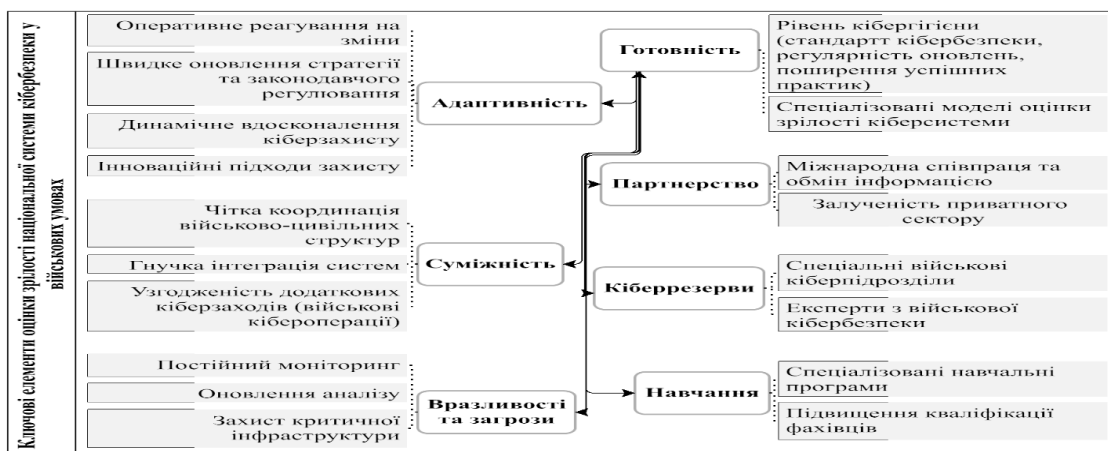 Ключові елементи оцінки зрілості національної системи кібербезпеки у
військових умовах
Оперативне реагування на
зміни
Швидке оновлення стратегії
та законодавчого
регулювання
Динамічне вдосконалення
кіберзахисту
Інноваційні підходи захисту
Адаптивність
Чітка координація
військово-цивільних
структур
Гнучка інтеграція систем
Узгодженість додаткових
кіберзаходів (військові
кібероперації)
Суміжність
Постійний моніторинг
Оновлення аналізу
Захист критичної
інфраструктури
Вразливості
та загрози
Готовність
Рівень кібергігієни
(стандартт кібербезпеки,
регулярність оновлень,
поширення успішних
практик)
Спеціалізовані моделі оцінки
зрілості кіберсистеми
Партнерство
Міжнародна співпраця та
обмін інформацією
Залученість приватного
сектору
Кіберрезерви
Спеціальні військові
кіберпідрозділи
Експерти з військової
кібербезпеки
Навчання
Спеціалізовані навчальні
програми
Підвищення кваліфікації
фахівців